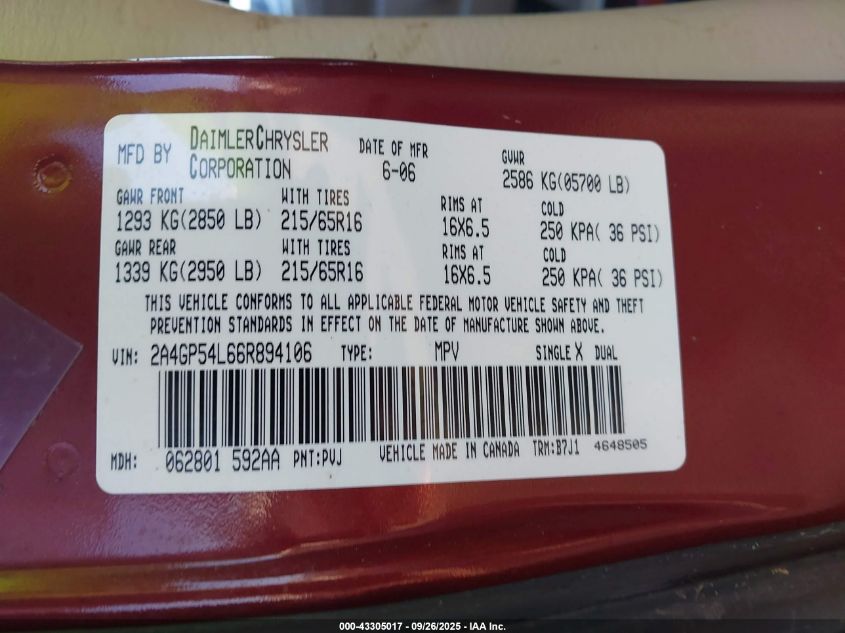 MFD BY DAIMLERCHRYSLER CORPORATION DATE OF MFR 6-06 GVWR 2586 KG(05700 LB)
GAWR FRONT WITH TIRES RIMS AT COLD
1293 KG(2850 LB) 215/65R16 16X6.5 250 KPA( 36 PSI)
GAWR REAR WITH TIRES RIMS AT COLD
1339 KG(2950 LB) 215/65R16 16X6.5 250 KPA( 36 PSI)
THIS VEHICLE CONFORMS TO ALL APPLICABLE FEDERAL MOTOR VEHICLE SAFETY AND THEFT
PREVENTION STANDARDS IN EFFECT ON THE DATE OF MANUFACTURE SHOWN ABOVE.
VIN: 2A4GP54L66R894106 TYPE: MPV SINGLE X DUAL
MDH: 062801 592AA PNT:PVJ VEHICLE MADE IN CANADA TRM:B7J1 4648505
000-43305017 - 09/26/2025 - IAA Inc.